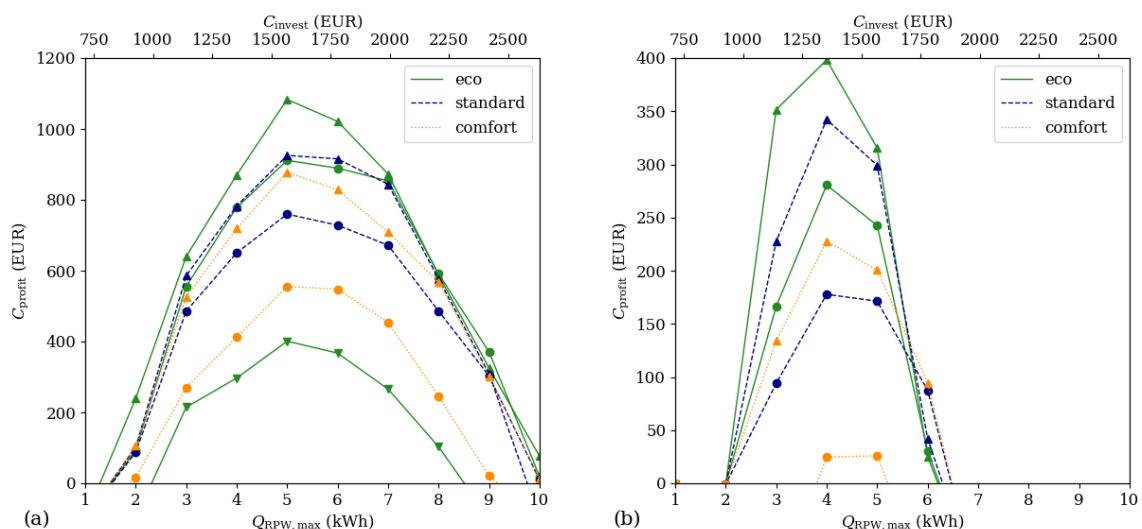 C_invest (EUR)
750 1000 1250 1500 1750 2000 2250 2500
1200
1000
800
600
400
200
0
C_profit (EUR)
eco
standard
comfort
1 2 3 4 5 6 7 8 9 10
Q_RPW, max (kWh)
(a)
C_invest (EUR)
750 1000 1250 1500 1750 2000 2250 2500
400
350
300
250
200
150
100
50
0
C_profit (EUR)
eco
standard
comfort
1 2 3 4 5 6 7 8 9 10
Q_RPW, max (kWh)
(b)